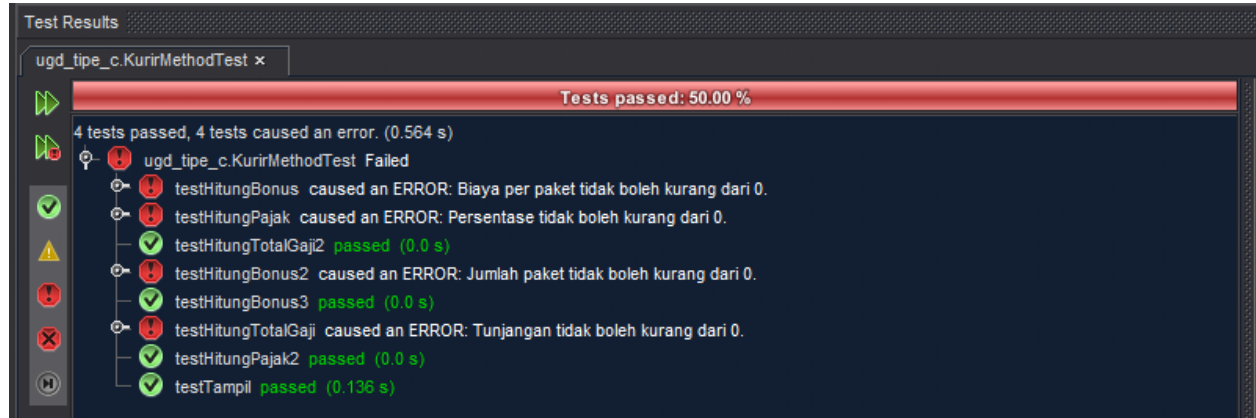 Test Results
ugd_tipe_c.KurirMethodTest ×
Tests passed: 50.00 %
4 tests passed, 4 tests caused an error. (0.564 s)
ugd_tipe_c.KurirMethodTest Failed
testHitungBonus caused an ERROR: Biaya per paket tidak boleh kurang dari 0.
testHitungPajak caused an ERROR: Persentase tidak boleh kurang dari 0.
testHitungTotalGaji2 passed (0.0 s)
testHitungBonus2 caused an ERROR: Jumlah paket tidak boleh kurang dari 0.
testHitungBonus3 passed (0.0 s)
testHitungTotalGaji caused an ERROR: Tunjangan tidak boleh kurang dari 0.
testHitungPajak2 passed (0.0 s)
testTampil passed (0.136 s)